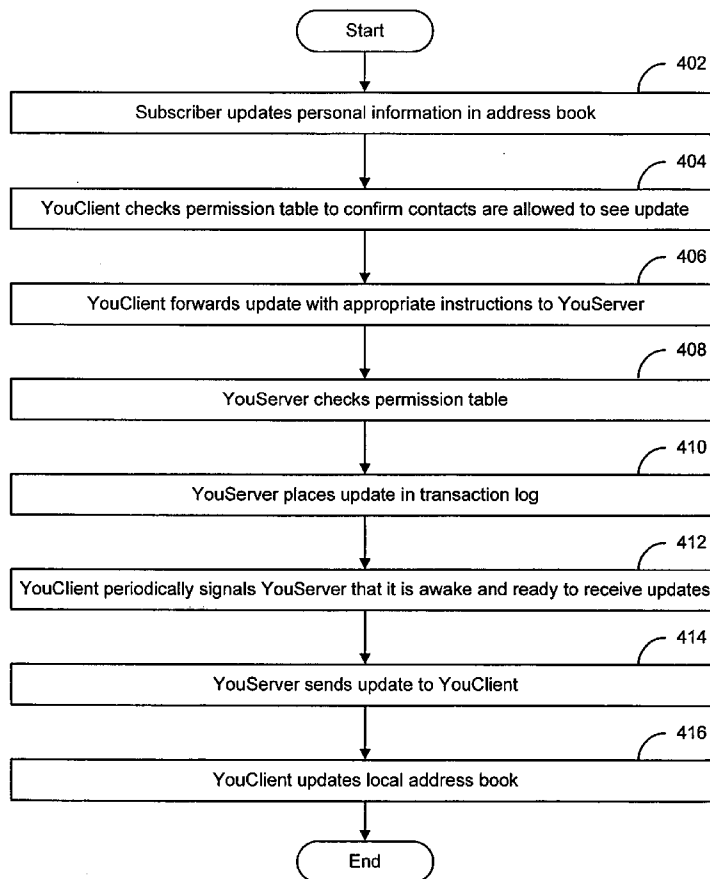 Start
402
Subscriber updates personal information in address book
404
YouClient checks permission table to confirm contacts are allowed to see update
406
YouClient forwards update with appropriate instructions to YouServer
408
YouServer checks permission table
410
YouServer places update in transaction log
412
YouClient periodically signals YouServer that it is awake and ready to receive updates
414
YouServer sends update to YouClient
416
YouClient updates local address book
End